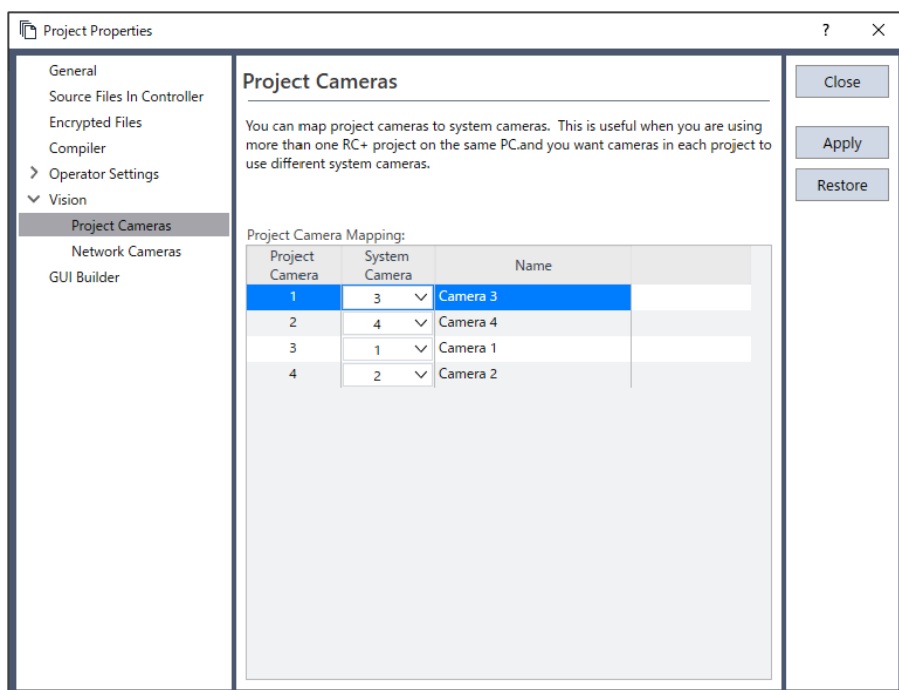 Project Properties
?
General
Source Files In Controller
Encrypted Files
Compiler
Operator Settings
Vision
Project Cameras
Network Cameras
GUI Builder
Project Cameras
You can map project cameras to system cameras.  This is useful when you are using
more than one RC+ project on the same PC.and you want cameras in each project to
use different system cameras.
Project Camera Mapping:
Project Camera System Camera Name
1 3 Camera 3
2 4 Camera 4
3 1 Camera 1
4 2 Camera 2
Close
Apply
Restore